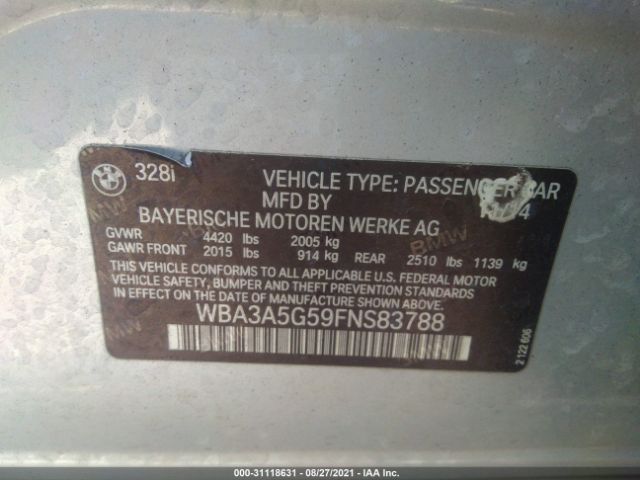 328i
VEHICLE TYPE: PASSENGER CAR
MFD BY
BAYERISCHE MOTOREN WERKE AG
GVWR 4420 lbs 2005 kg
GAWR FRONT 2015 lbs 914 kg REAR 2510 lbs 1139 kg
THIS VEHICLE CONFORMS TO ALL APPLICABLE U.S. FEDERAL MOTOR
VEHICLE SAFETY, BUMPER AND THEFT PREVENTION STANDARDS
IN EFFECT ON THE DATE OF MANUFACTURE SHOWN ABOVE.
WBA3A5G59FNS83788
2 122 606
BMW
000-31118631 - 08/27/2021 - IAA, Inc.